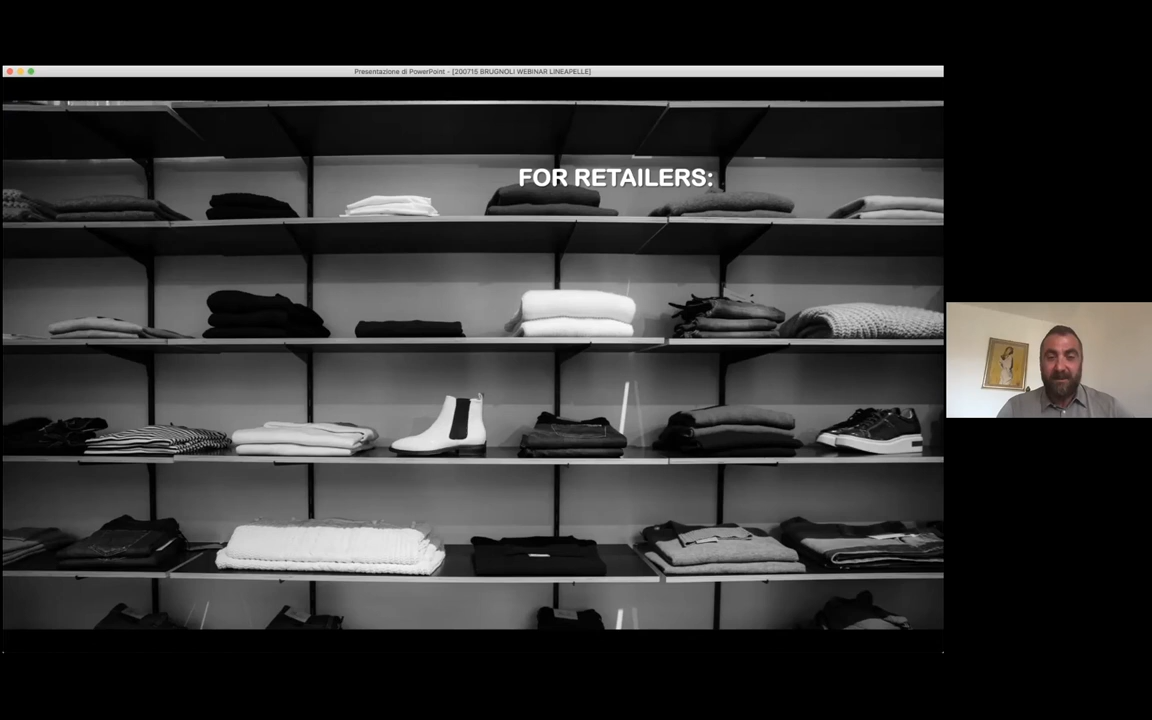 Presentazione di PowerPoint - [200715 BRUGNOLI WEBINAR LINEAPELLE]
FOR RETAILERS: